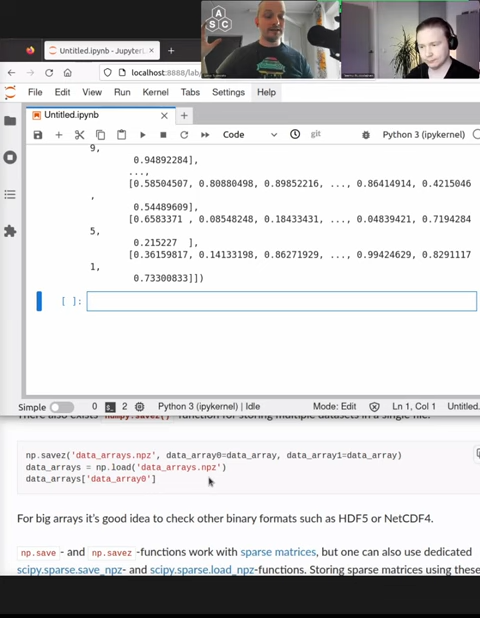 A
S C
Untitled.ipynb - Jupyter
localhost:8888/lab
File Edit View Run Kernel Tabs Settings Help
Untitled.ipynb
Code
git
Python 3 (ipykernel)
9,
0.94892284],
...,
[0.58504507, 0.80880498, 0.89852216, ..., 0.86414914, 0.4215046
,
0.54489609],
[0.6583371 , 0.08548248, 0.18433431, ..., 0.04839421, 0.7194284
5,
0.215227 ],
[0.36159817, 0.14133198, 0.86271929, ..., 0.99424629, 0.8291117
1,
0.73300833]])
[ ]:
Simple 0 2 Python 3 (ipykernel) | Idle Mode: Edit Ln 1, Col 1 Untitled.
There also exists numpy.savez() -function for storing multiple datasets in a single file:
np.savez('data_arrays.npz', data_array0=data_array, data_array1=data_array)
data_arrays = np.load('data_arrays.npz')
data_arrays['data_array0']
For big arrays it's good idea to check other binary formats such as HDF5 or NetCDF4.
np.save - and np.savez -functions work with sparse matrices, but one can also use dedicated
scipy.sparse.save_npz- and scipy.sparse.load_npz-functions. Storing sparse matrices using these